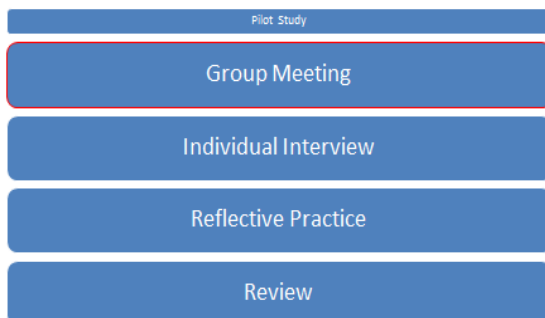 Pilot Study
Group Meeting
Individual Interview
Reflective Practice
Review